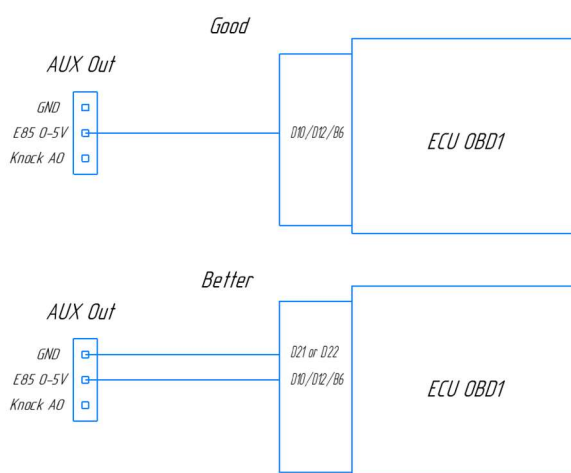 Good
AUX Out
GND
E85 0-5V
Knock AO
D10/D12/B6
ECU OBD1
Better
AUX Out
GND
E85 0-5V
Knock AO
D21 or D22
D10/D12/B6
ECU OBD1